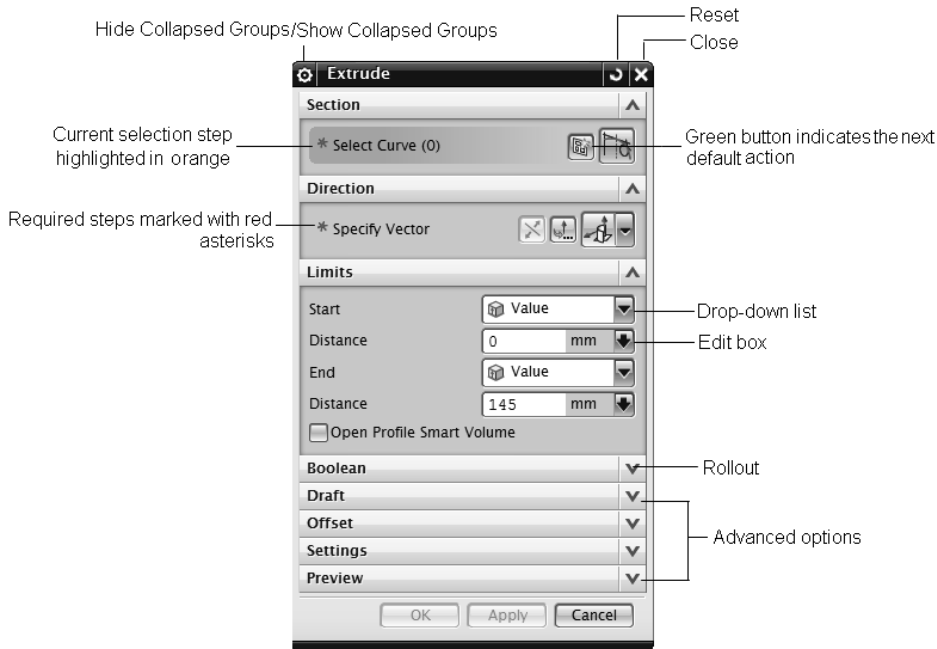 Reset
Hide Collapsed Groups/Show Collapsed Groups
Close
Extrude
Section
Current selection step
highlighted in orange
* Select Curve (0)
Green button indicates the next
default action
Direction
Required steps marked with red
asterisks
* Specify Vector
Limits
Start
Value
Drop-down list
Distance
0 mm
Edit box
End
Value
Distance
145 mm
Open Profile Smart Volume
Boolean
Rollout
Draft
Offset
Advanced options
Settings
Preview
OK
Apply
Cancel